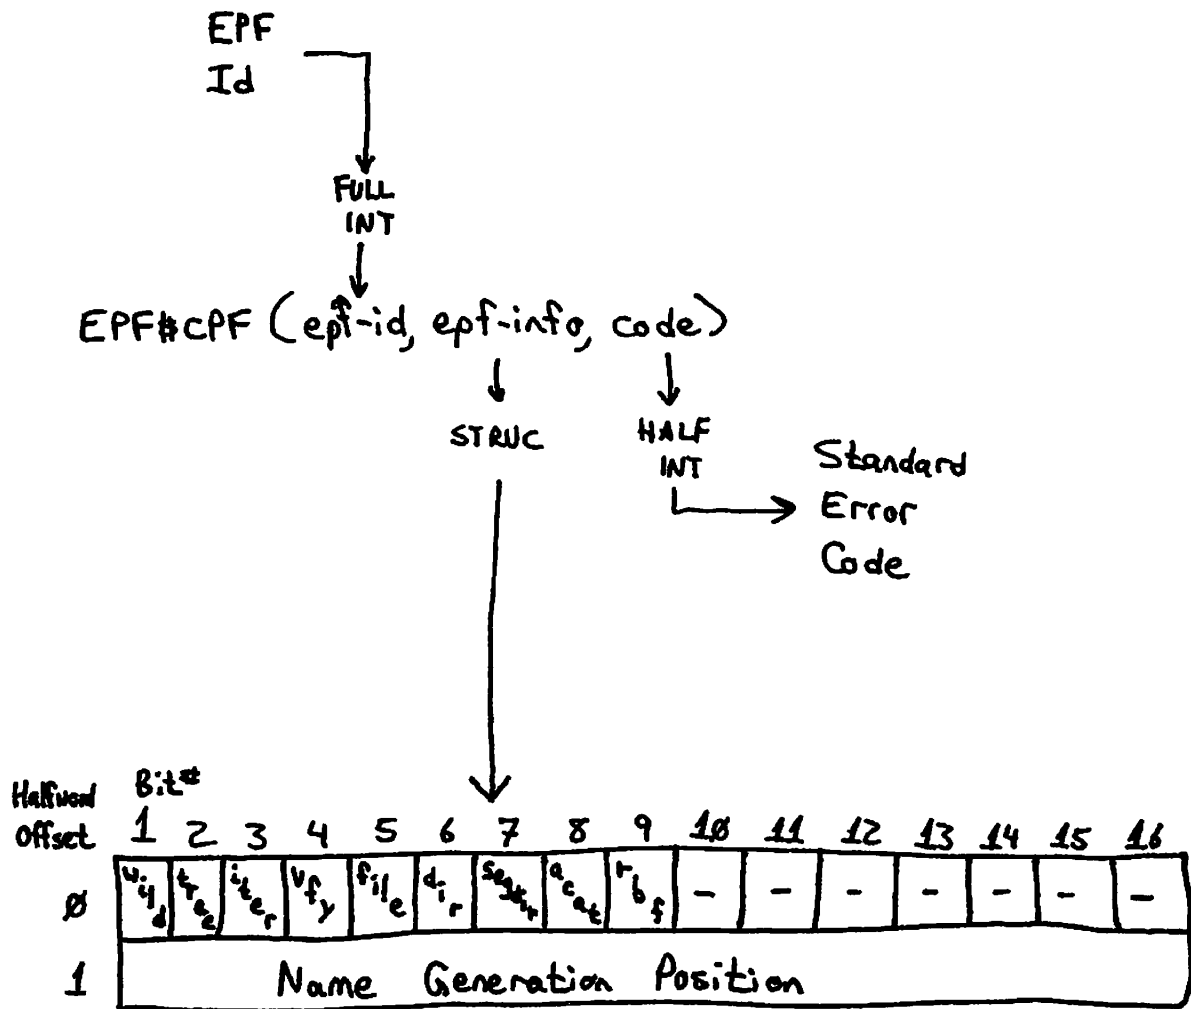 EPF
Id
FULL
INT
EPF$CPF (epf-id, epf-info, code)
STRUC
HALF
INT
Standard
Error
Code
Halfword
Offset
Bit#
1 2 3 4 5 6 7 8 9 10 11 12 13 14 15 16
0 wild tree iter vfy file dir segdir acat rbf - - - - - - -
1 Name Generation Position